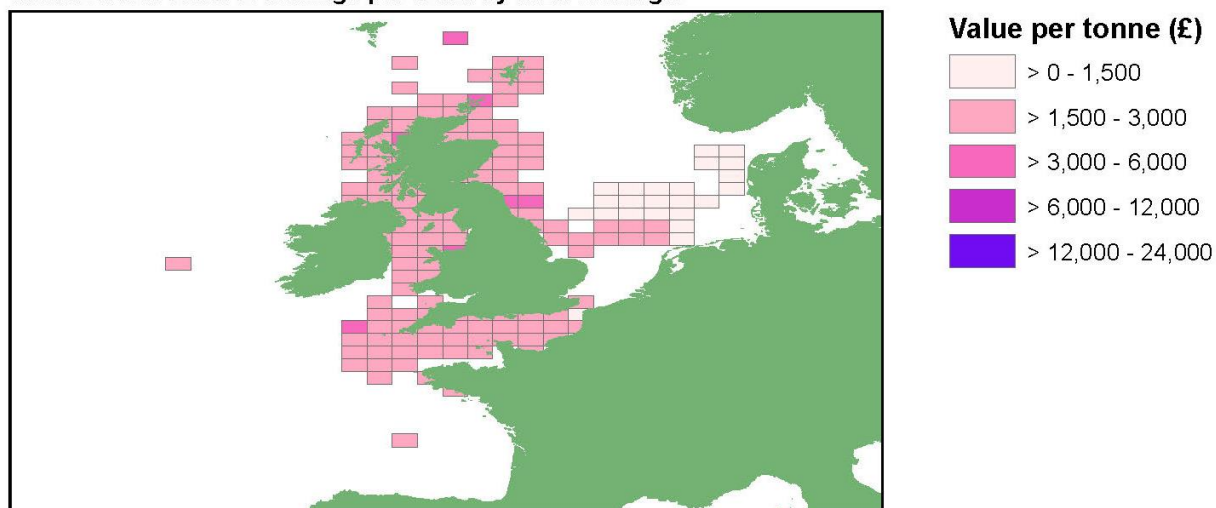 Value per tonne (£)
> 0 - 1,500
> 1,500 - 3,000
> 3,000 - 6,000
> 6,000 - 12,000
> 12,000 - 24,000